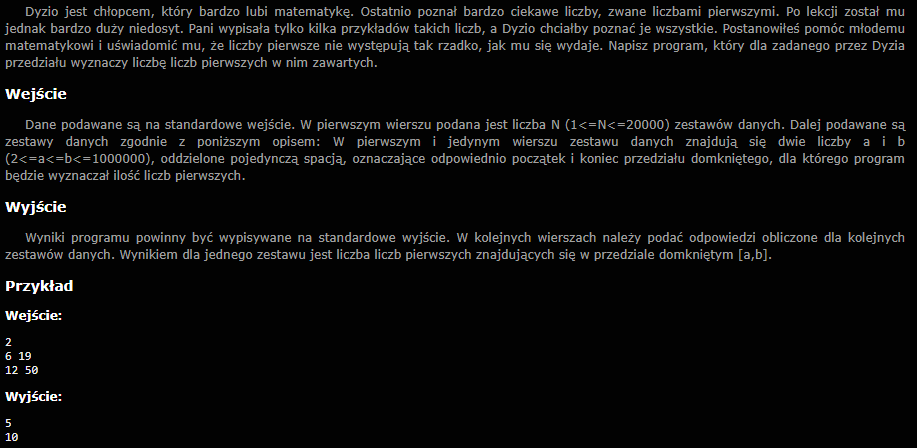 Dyzio jest chłopcem, który bardzo lubi matematykę. Ostatnio poznał bardzo ciekawe liczby, zwane liczbami pierwszymi. Po lekcji został mu
jednak bardzo duży niedosyt. Pani wypisała tylko kilka przykładów takich liczb, a Dyzio chciałby poznać je wszystkie. Postanowiłeś pomóc młodemu
matematykowi i uświadomić mu, że liczby pierwsze nie występują tak rzadko, jak mu się wydaje. Napisz program, który dla zadanego przez Dyzia
przedziału wyznaczy liczbę liczb pierwszych w nim zawartych.
Wejście
Dane podawane są na standardowe wejście. W pierwszym wierszu podana jest liczba N (1<=N<=20000) zestawów danych. Dalej podawane są
zestawy danych zgodnie z poniższym opisem: W pierwszym i jedynym wierszu zestawu danych znajdują się dwie liczby a i b
(2<=a<=b<=1000000), oddzielone pojedynczą spacją, oznaczające odpowiednio początek i koniec przedziału domkniętego, dla którego program
będzie wyznaczał ilość liczb pierwszych.
Wyjście
Wyniki programu powinny być wypisywane na standardowe wyjście. W kolejnych wierszach należy podać odpowiedzi obliczone dla kolejnych
zestawów danych. Wynikiem dla jednego zestawu jest liczba liczb pierwszych znajdujących się w przedziale domkniętym [a,b].
Przykład
Wejście:
2
6 19
12 50
Wyjście:
5
10